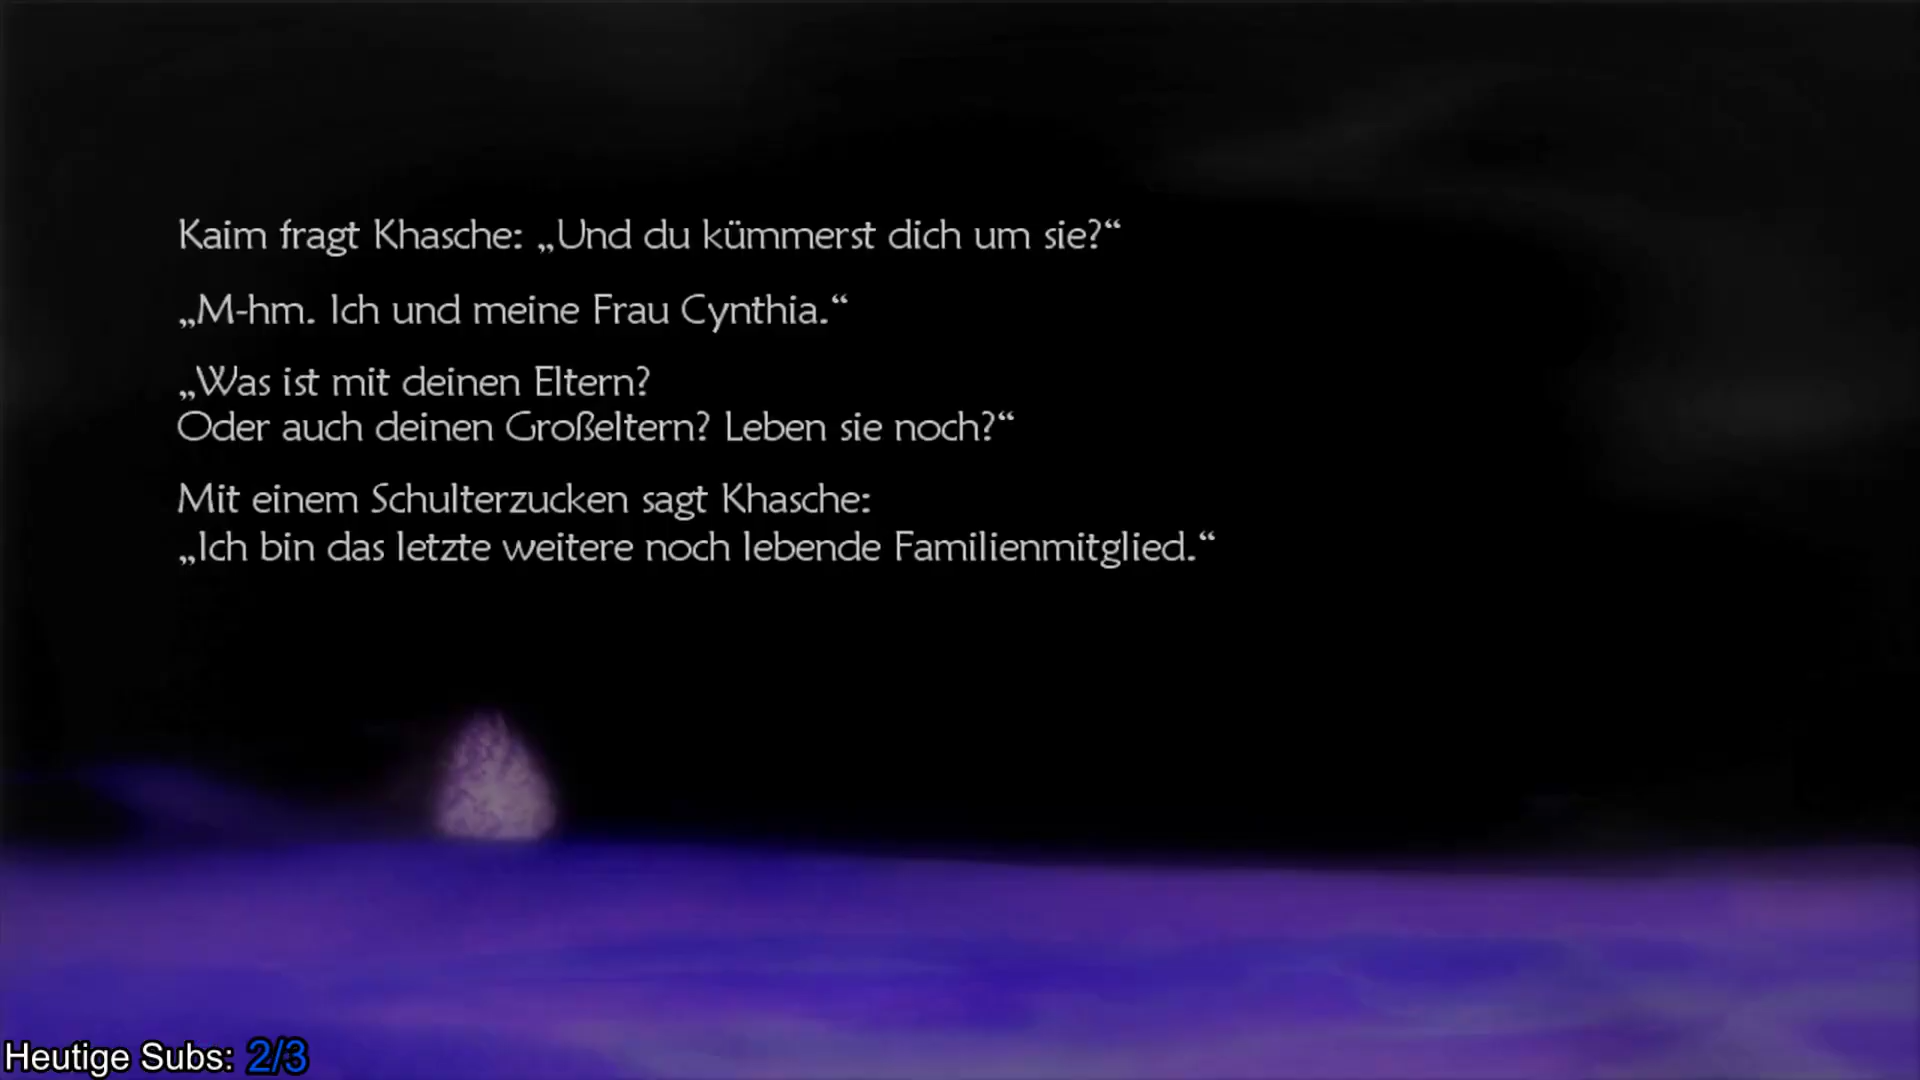 Kaim fragt Khasche: „Und du kümmerst dich um sie?“
„M-hm. Ich und meine Frau Cynthia.“
„Was ist mit deinen Eltern?
Oder auch deinen Großeltern? Leben sie noch?“
Mit einem Schulterzucken sagt Khasche:
„Ich bin das letzte weitere noch lebende Familienmitglied.“
Heutige Subs: 2/3